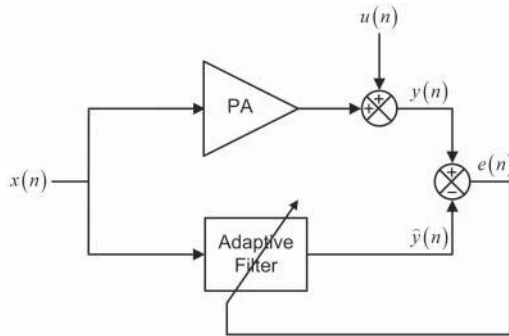 u(n)
+
+
y(n)
PA
+
e(n)
x(n)
−
ŷ(n)
Adaptive
Filter